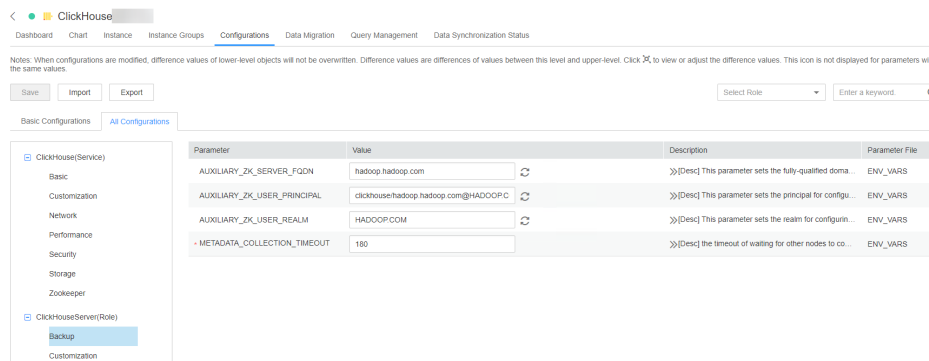 ClickHouse
Dashboard Chart Instance Instance Groups Configurations Data Migration Query Management Data Synchronization Status
Notes: When configurations are modified, difference values of lower-level objects will not be overwritten. Difference values are differences of values between this level and upper-level. Click to view or adjust the difference values. This icon is not displayed for parameters wi
the same values.
Save Import Export Select Role Enter a keyword.
Basic Configurations All Configurations
Parameter Value Description Parameter File
ClickHouse(Service)
AUXILIARY_ZK_SERVER_FQDN hadoop.hadoop.com >>[Desc] This parameter sets the fully-qualified doma... ENV_VARS
Basic
AUXILIARY_ZK_USER_PRINCIPAL clickhouse/hadoop.hadoop.com@HADOOP.C >>[Desc] This parameter sets the principal for configu... ENV_VARS
Customization
Network
AUXILIARY_ZK_USER_REALM HADOOP.COM >>[Desc] This parameter sets the realm for configurin... ENV_VARS
Performance
* METADATA_COLLECTION_TIMEOUT 180 >>[Desc] the timeout of waiting for other nodes to co... ENV_VARS
Security
Storage
Zookeeper
ClickHouseServer(Role)
Backup
Customization